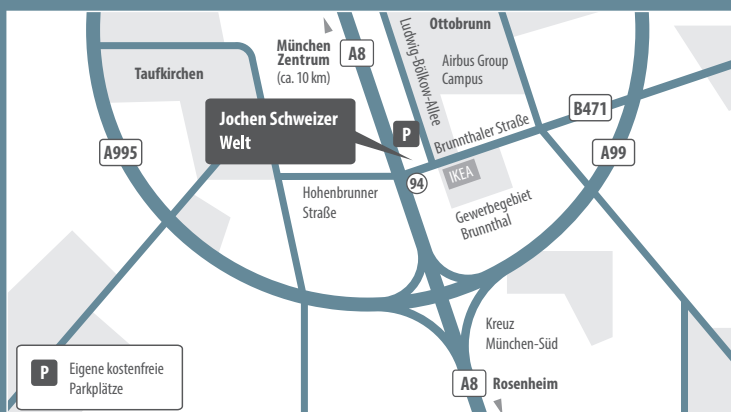 Ottobrunn
München
Zentrum
(ca. 10 km)
A8
Ludwig-Bölkow-Allee
Airbus Group
Campus
Taufkirchen
B471
Jochen Schweizer
Welt
P
Brunnthaler Straße
A995
A99
IKEA
94
Hohenbrunner
Straße
Gewerbegebiet
Brunnthal
Kreuz
München-Süd
P
Eigene kostenfreie
Parkplätze
A8
Rosenheim